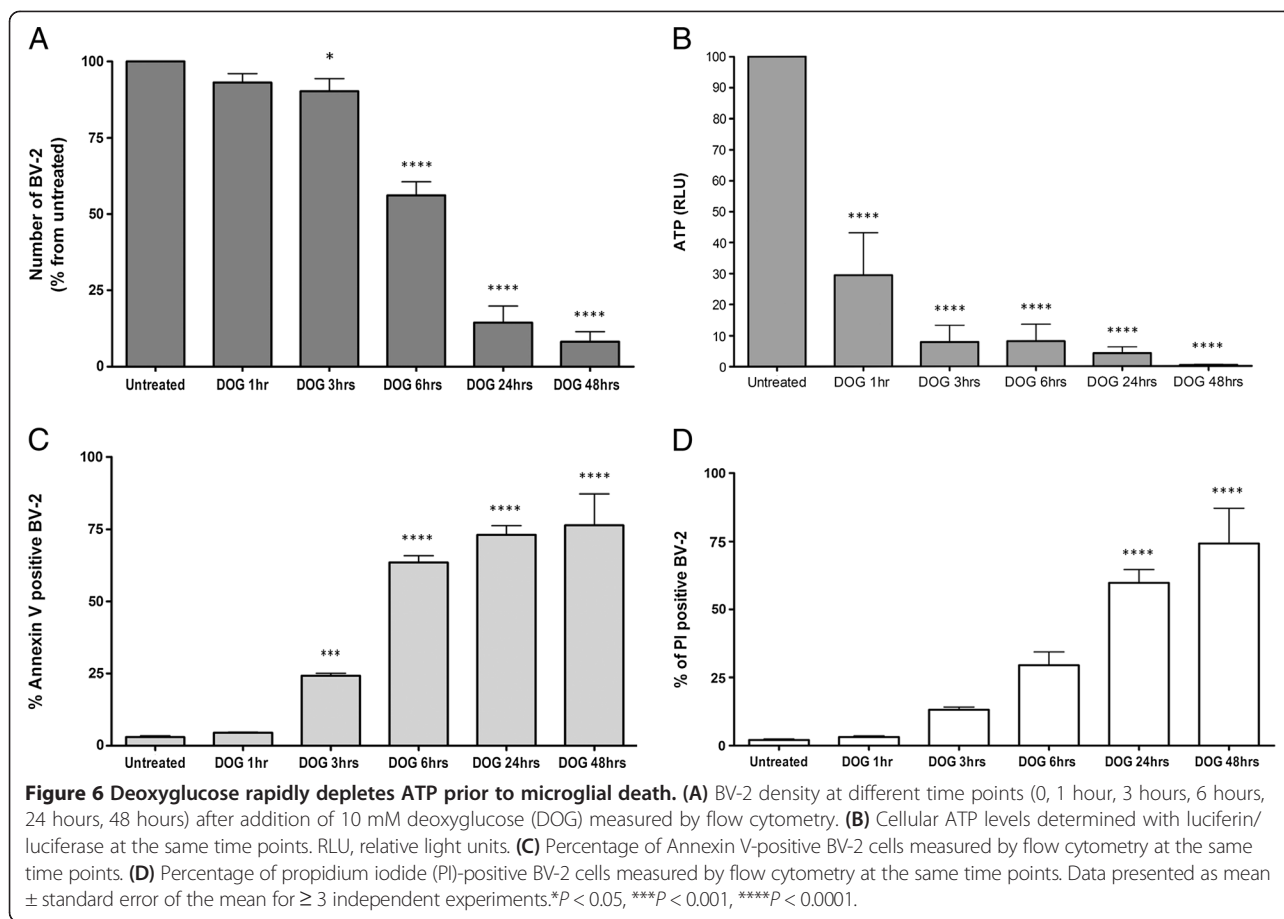 A
Number of BV-2
(% from untreated)
100
75
50
25
0
*
****
****
****
Untreated DOG 1hr DOG 3hrs DOG 6hrs DOG 24hrs DOG 48hrs
B
ATP (RLU)
100
90
80
70
60
50
40
30
20
10
0
****
****
****
****
****
Untreated DOG 1hr DOG 3hrs DOG 6hrs DOG 24hrs DOG 48hrs
C
% Annexin V positive BV-2
100
75
50
25
0
***
****
****
****
Untreated DOG 1hr DOG 3hrs DOG 6hrs DOG 24hrs DOG 48hrs
D
% of PI positive BV-2
100
75
50
25
0
****
****
Untreated DOG 1hr DOG 3hrs DOG 6hrs DOG 24hrs DOG 48hrs
Figure 6 Deoxyglucose rapidly depletes ATP prior to microglial death. (A) BV-2 density at different time points (0, 1 hour, 3 hours, 6 hours,
24 hours, 48 hours) after addition of 10 mM deoxyglucose (DOG) measured by flow cytometry. (B) Cellular ATP levels determined with luciferin/
luciferase at the same time points. RLU, relative light units. (C) Percentage of Annexin V-positive BV-2 cells measured by flow cytometry at the same
time points. (D) Percentage of propidium iodide (PI)-positive BV-2 cells measured by flow cytometry at the same time points. Data presented as mean
± standard error of the mean for ≥ 3 independent experiments.*P < 0.05, ***P < 0.001, ****P < 0.0001.